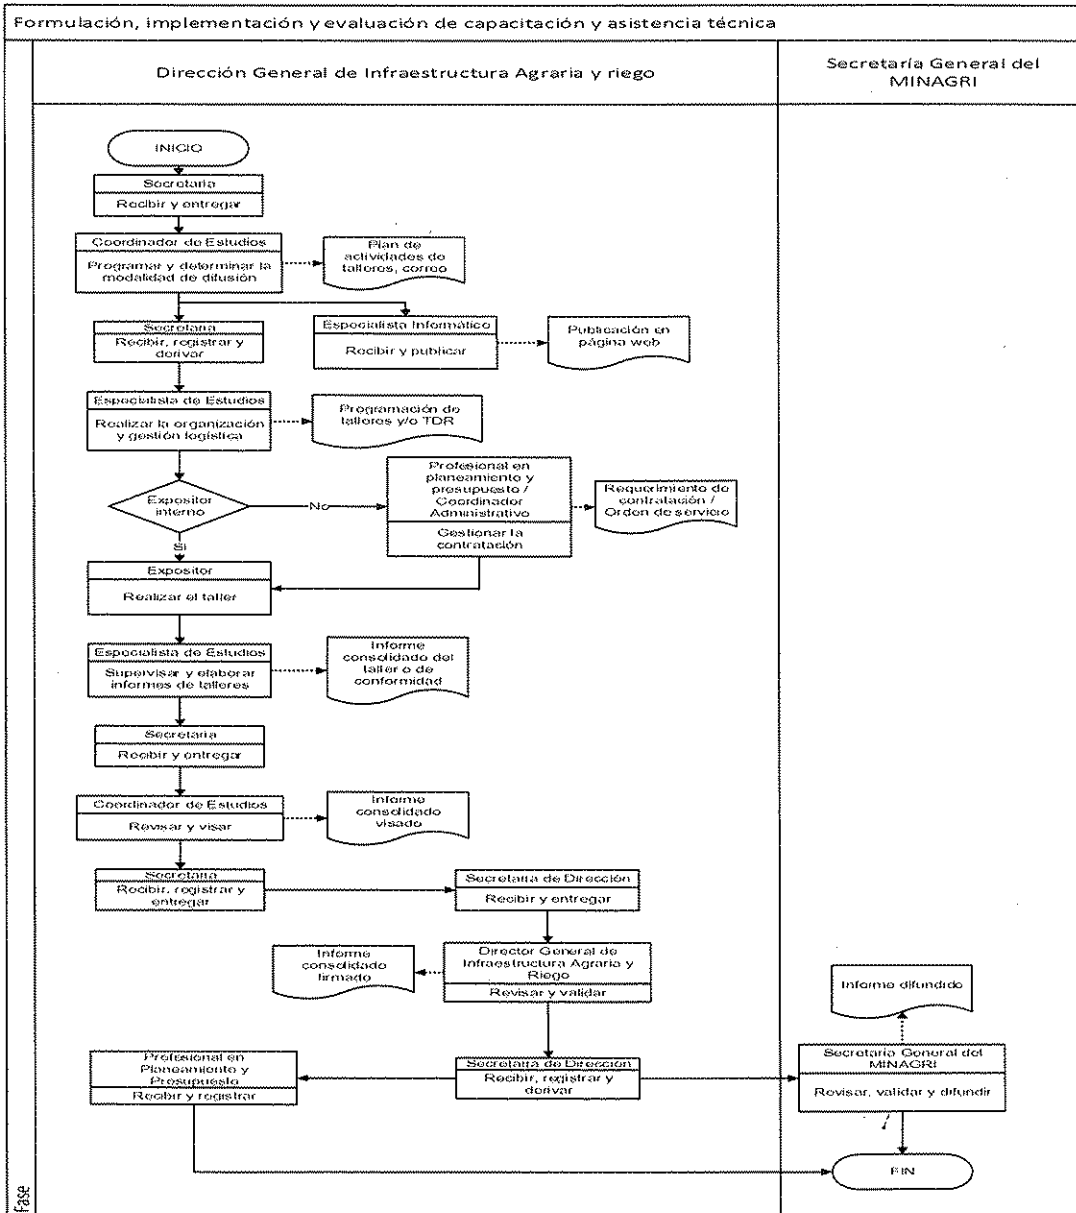 Formulación, implementación y evaluación de capacitación y asistencia técnica
Dirección General de Infraestructura Agraria y riego
Secretaría General del
MINAGRI
INICIO
Secretaria
Recibir y entregar
Coordinador de Estudios
Programar y determinar la
modalidad de difusión
Plan de
actividades de
talleres, correo
Secretaria
Recibir, registrar y
derivar
Especialista Informático
Recibir y publicar
Publicación en
página web
Especialista de Estudios
Realizar la organización
y gestión logística
Programación de
talleres y/o TDR
Expositor
interno
No
Si
Profesional en
planeamiento y
presupuesto /
Coordinador
Administrativo
Gestionar la
contratación
Requerimiento de
contratación /
Orden de servicio
Expositor
Realizar el taller
Especialista de Estudios
Supervisar y elaborar
informes de talleres
Informe
consolidado del
taller o de
conformidad
Secretaria
Recibir y entregar
Coordinador de Estudios
Revisar y visar
Informe
consolidado
visado
Secretaria
Recibir, registrar y
entregar
Secretaria de Dirección
Recibir y entregar
Informe
consolidado
firmado
Director General de
Infraestructura Agraria y
Riego
Revisar y validar
Informe difundido
Profesional en
Planeamiento y
Presupuesto
Recibir y registrar
Secretaria de Dirección
Recibir, registrar y
derivar
Secretaria General del
MINAGRI
Revisar, validar y difundir
FIN
Fase